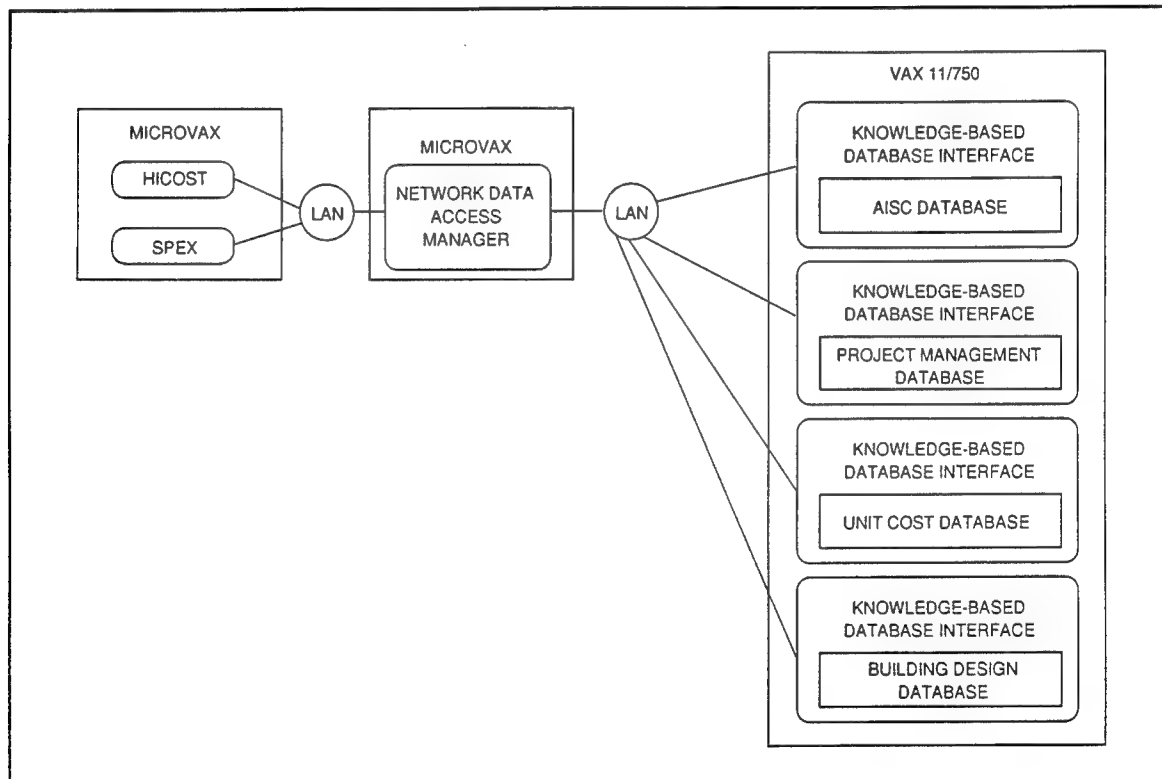 MICROVAX
HICOST
SPEX
LAN
MICROVAX
NETWORK DATA
ACCESS
MANAGER
LAN
VAX 11/750
KNOWLEDGE-BASED
DATABASE INTERFACE
AISC DATABASE
KNOWLEDGE-BASED
DATABASE INTERFACE
PROJECT MANAGEMENT
DATABASE
KNOWLEDGE-BASED
DATABASE INTERFACE
UNIT COST DATABASE
KNOWLEDGE-BASED
DATABASE INTERFACE
BUILDING DESIGN
DATABASE